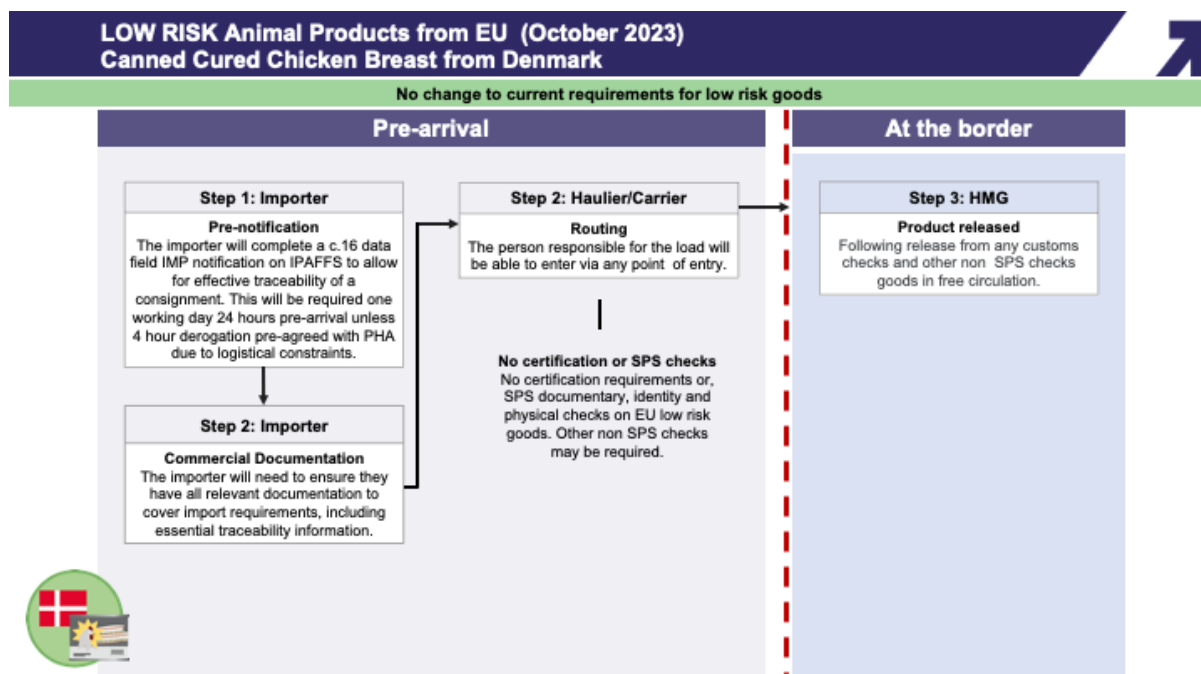 LOW RISK Animal Products from EU (October 2023)
Canned Cured Chicken Breast from Denmark
No change to current requirements for low risk goods
Pre-arrival
Step 1: Importer
Pre-notification
The importer will complete a c.16 data
field IMP notification on IPAFFS to allow
for effective traceability of a
consignment. This will be required one
working day 24 hours pre-arrival unless
4 hour derogation pre-agreed with PHA
due to logistical constraints.
Step 2: Importer
Commercial Documentation
The importer will need to ensure they
have all relevant documentation to
cover import requirements, including
essential traceability information.
Step 2: Haulier/Carrier
Routing
The person responsible for the load will
be able to enter via any point of entry.
No certification or SPS checks
No certification requirements or,
SPS documentary, identity and
physical checks on EU low risk
goods. Other non SPS checks
may be required.
At the border
Step 3: HMG
Product released
Following release from any customs
checks and other non SPS checks
goods in free circulation.